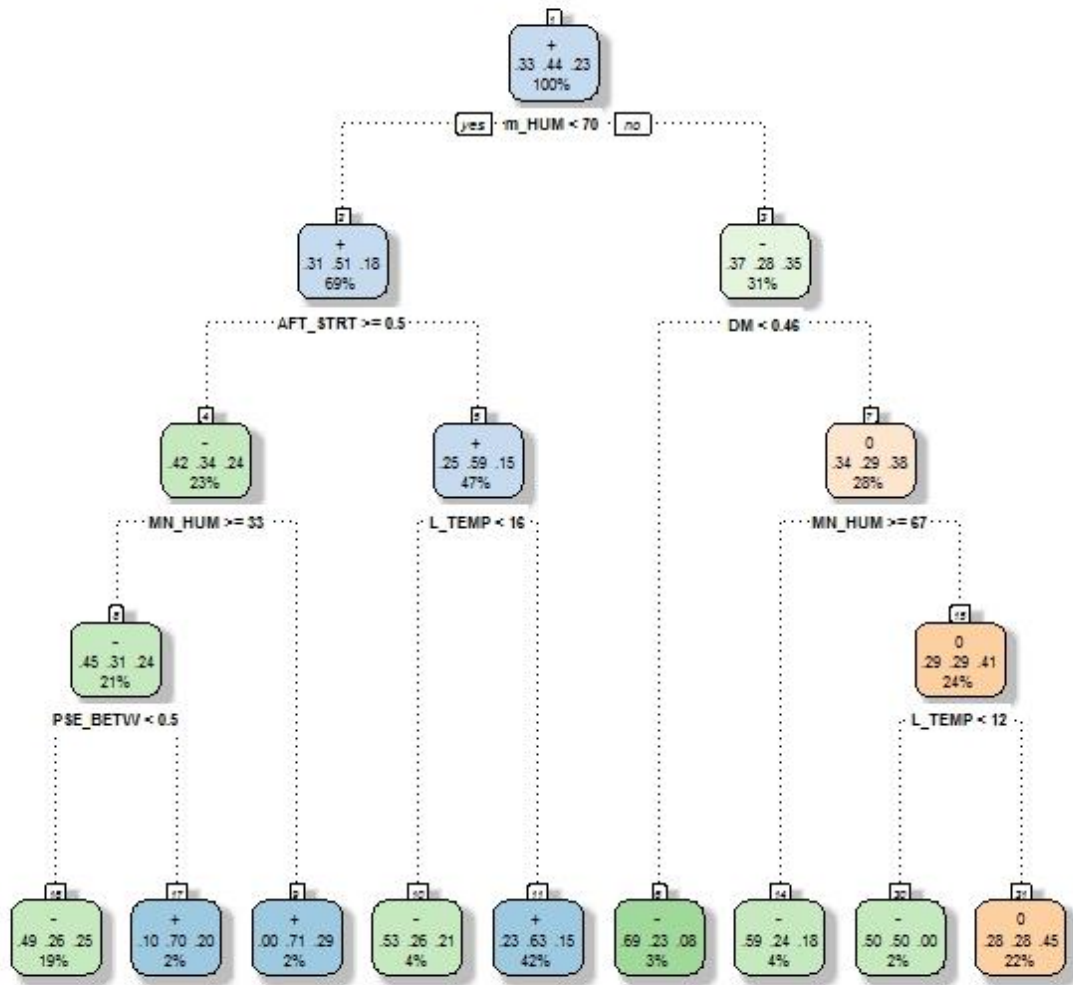 1
+
.33 .44 .23
100%
yes m_HUM < 70 no
2
3
+
.31 .51 .18
69%
-
.37 .28 .35
31%
AFT_STRT >= 0.5
DM < 0.46
4
5
7
-
.42 .34 .24
23%
+
.25 .59 .15
47%
0
.34 .29 .38
28%
MN_HUM >= 33
L_TEMP < 16
MN_HUM >= 67
8
15
-
.45 .31 .24
21%
0
.29 .29 .41
24%
PSE_BETW < 0.5
L_TEMP < 12
16
17
9
10
11
6
14
30
31
-
.49 .26 .25
19%
+
.10 .70 .20
2%
+
.00 .71 .29
2%
-
.53 .26 .21
4%
+
.23 .63 .15
42%
-
.69 .23 .08
3%
-
.59 .24 .18
4%
-
.50 .50 .00
2%
0
.28 .28 .45
22%